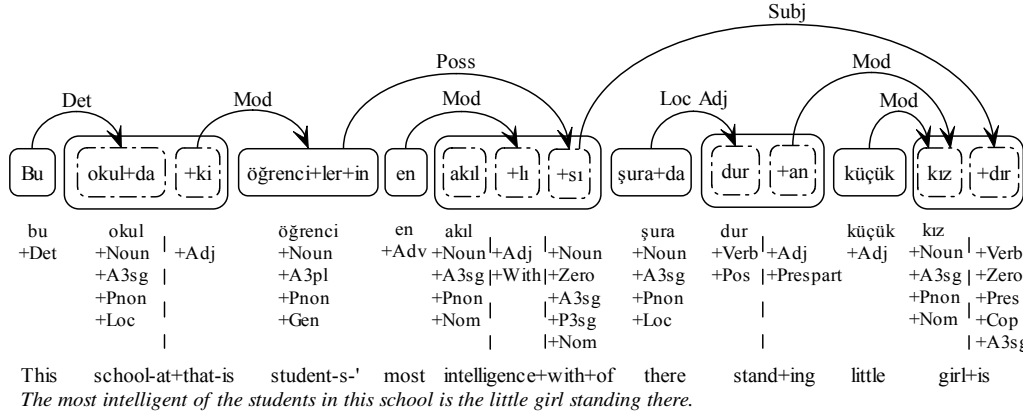 Subj
Poss Mod
Det Mod Mod Loc Adj Mod
Bu okul+da +ki öğrenci+ler+in en akıl +lı +sı şura+da dur +an küçük kız +dır
bu okul öğrenci en akıl şura dur küçük kız
+Det +Noun +Adj +Noun +Adv +Noun +Adj +Noun +Noun +Verb +Adj +Adj +Noun +Verb
+A3sg +A3pl +A3sg +With +Zero +A3sg +Pos +Prespart +A3sg +Zero
+Pnon +Pnon +Pnon +A3sg +Pnon +Pnon +Pres
+Loc +Gen +Nom +P3sg +Loc +Nom +Cop
+Nom +A3sg
This school-at+that-is student-s-' most intelligence+with+of there stand+ing little girl+is
The most intelligent of the students in this school is the little girl standing there.